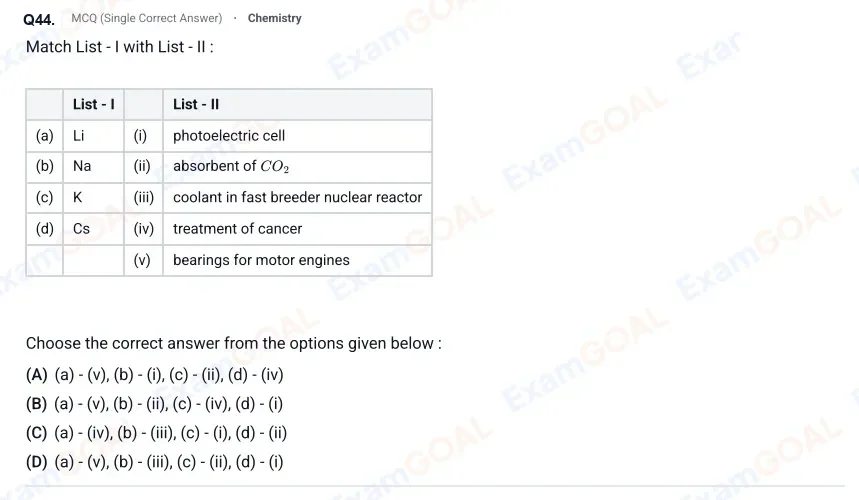 Q44. MCQ (Single Correct Answer) · Chemistry
Match List - I with List - II :
List - I List - II
(a) Li (i) photoelectric cell
(b) Na (ii) absorbent of CO₂
(c) K (iii) coolant in fast breeder nuclear reactor
(d) Cs (iv) treatment of cancer
(v) bearings for motor engines
Choose the correct answer from the options given below :
(A) (a) - (v), (b) - (i), (c) - (ii), (d) - (iv)
(B) (a) - (v), (b) - (ii), (c) - (iv), (d) - (i)
(C) (a) - (iv), (b) - (iii), (c) - (i), (d) - (ii)
(D) (a) - (v), (b) - (iii), (c) - (ii), (d) - (i)
ExamGOAL